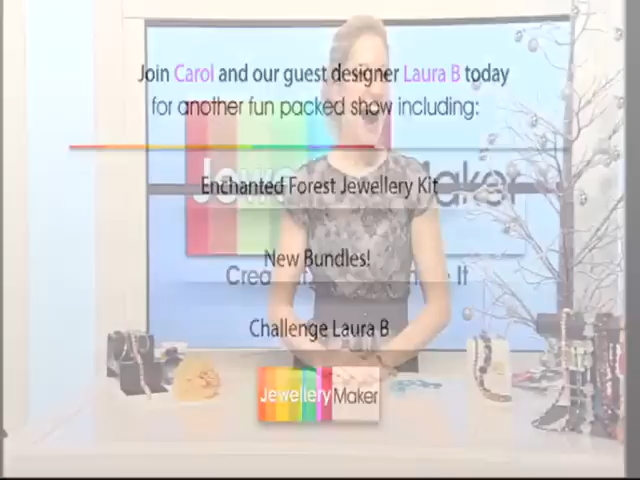 Join Carol and our guest designer Laura B today
for another fun packed show including:
Enchanted Forest Jewellery Kit
New Bundles!
Challenge Laura B
JewelleryMaker